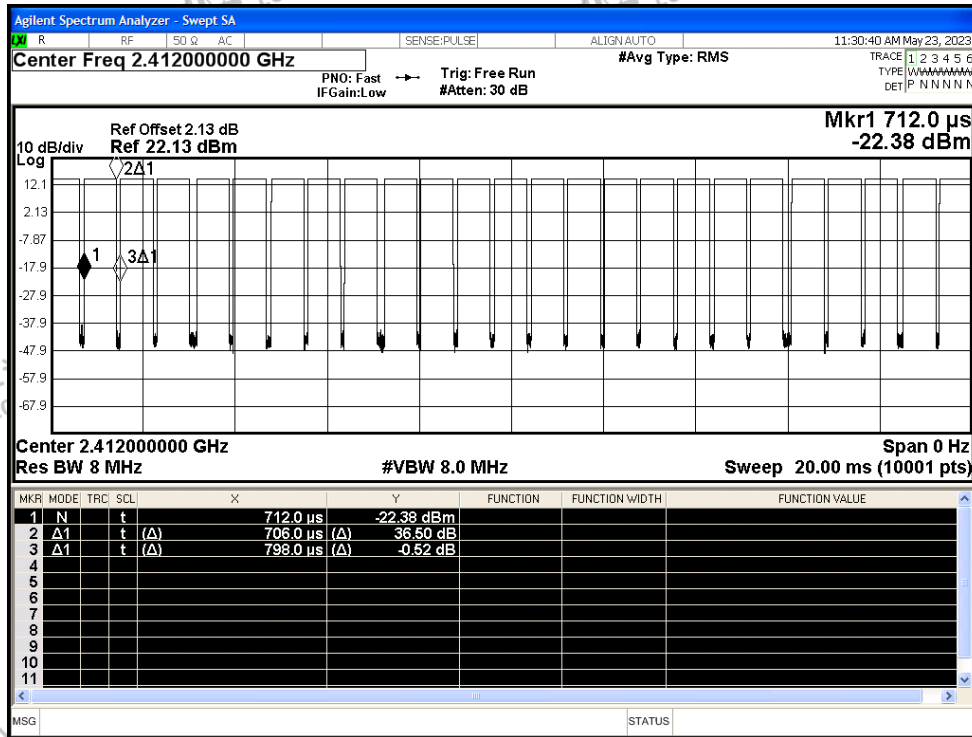 Agilent Spectrum Analyzer - Swept SA
LXI R RF 50 Ω AC SENSE:PULSE ALIGN AUTO 11:30:40 AM May 23, 2023
Center Freq 2.412000000 GHz #Avg Type: RMS TRACE 1 2 3 4 5 6
PNO: Fast Trig: Free Run TYPE WWWWWW
IFGain:Low #Atten: 30 dB DET P N N N N N
Mkr1 712.0 µs
Ref Offset 2.13 dB
10 dB/div Ref 22.13 dBm -22.38 dBm
Log
2Δ1
12.1
2.13
-7.87
1 3Δ1
-17.9
-27.9
-37.9
-47.9
-57.9
-67.9
Center 2.412000000 GHz Span 0 Hz
Res BW 8 MHz #VBW 8.0 MHz Sweep 20.00 ms (10001 pts)
MKR MODE TRC SCL X Y FUNCTION FUNCTION WIDTH FUNCTION VALUE
1 N t 712.0 µs -22.38 dBm
2 Δ1 t (Δ) 706.0 µs (Δ) 36.50 dB
3 Δ1 t (Δ) 798.0 µs (Δ) -0.52 dB
4
5
6
7
8
9
10
11
MSG STATUS